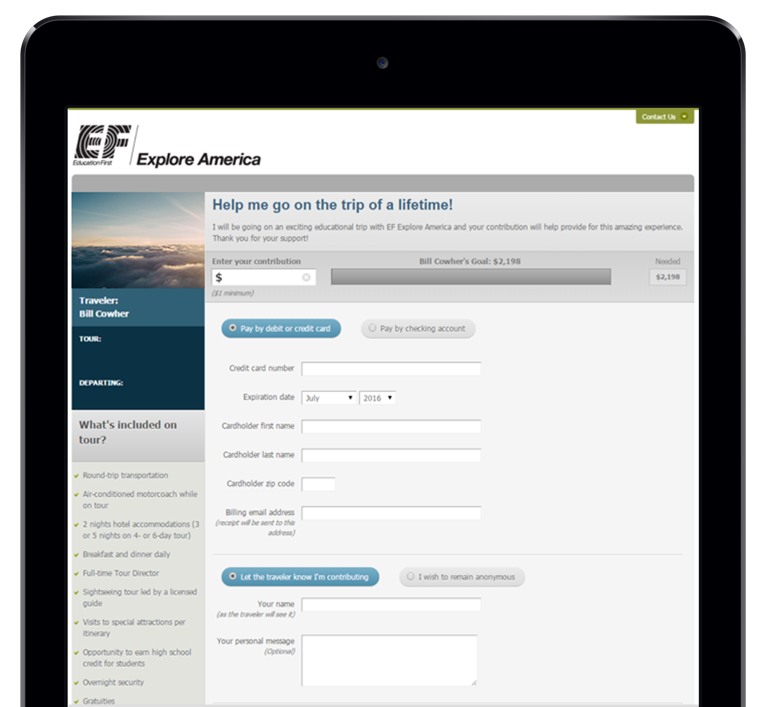 Contact Us
EF
Education First
Explore America
Help me go on the trip of a lifetime!
I will be going on an exciting educational trip with EF Explore America and your contribution will help provide for this amazing experience.
Thank you for your support!
Enter your contribution
Bill Cowher's Goal: $2,198
Needed
$
$2,198
($1 minimum)
Traveler:
Bill Cowher
TOUR:
DEPARTING:
What's included on
tour?
Round-trip transportation
Air-conditioned motorcoach while
on tour
2 nights hotel accommodations (3
or 5 nights on 4- or 6-day tour)
Breakfast and dinner daily
Full-time Tour Director
Sightseeing tour led by a licensed
guide
Visits to special attractions per
itinerary
Opportunity to earn high school
credit for students
Overnight security
Gratuities
Pay by debit or credit card
Pay by checking account
Credit card number
Expiration date
July
2016
Cardholder first name
Cardholder last name
Cardholder zip code
Billing email address
(receipt will be sent to this
address)
Let the traveler know I'm contributing
I wish to remain anonymous
Your name
(as the traveler will see it)
Your personal message
(Optional)